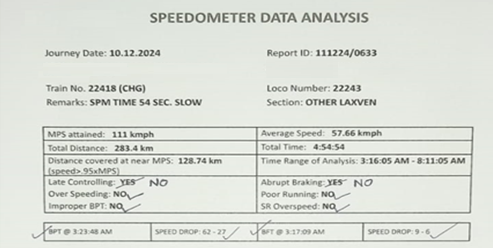 SPEEDOMETER DATA ANALYSIS
Journey Date: 10.12.2024 Report ID: 111224/0633
Train No. 22418 (CHG) Loco Number: 22243
Remarks: SPM TIME 54 SEC. SLOW Section: OTHER LAXVEN
MPS attained: 111 kmph Average Speed: 57.66 kmph
Total Distance: 283.4 km Total Time: 4:54:54
Distance covered at near MPS: 128.74 km Time Range of Analysis: 3:16:05 AM - 8:11:05 AM
(speed>.95xMPS)
Late Controlling: YES NO Abrupt Braking: YES NO
Over Speeding: NO Poor Running: NO
Improper BPT: NO SR Overspeed: NO
BPT @ 3:23:48 AM SPEED DROP: 62 - 27 BFT @ 3:17:09 AM SPEED DROP: 9 - 6